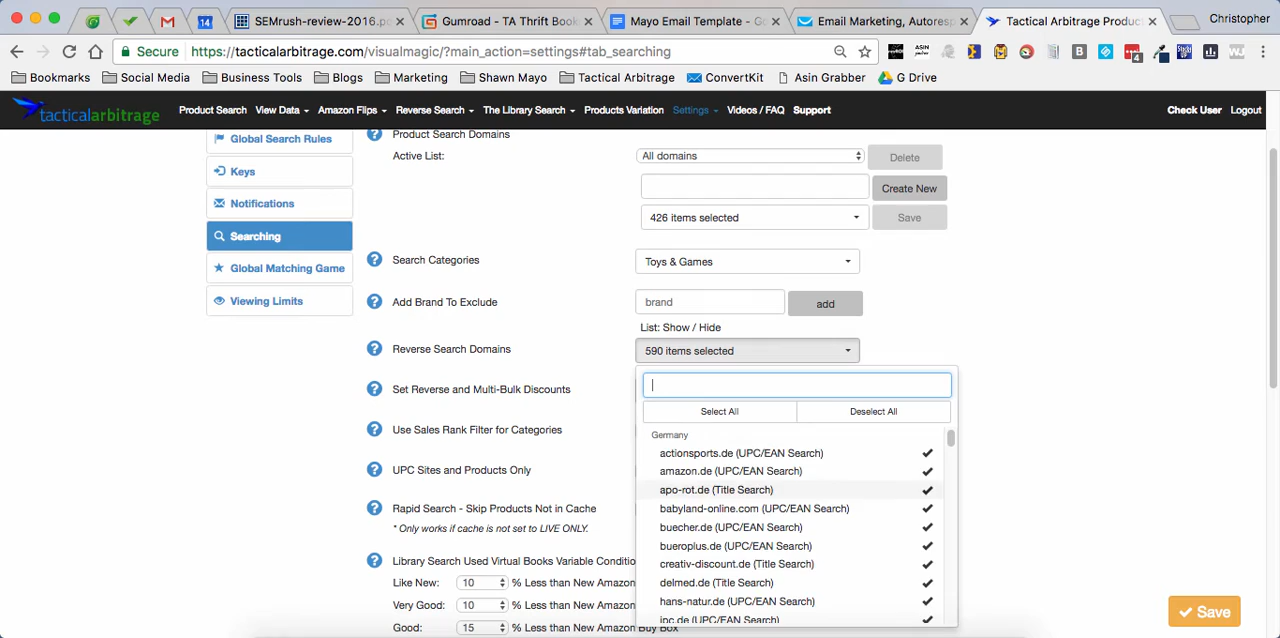 SEMrush-review-2016.po
Gumroad - TA Thrift Book
Mayo Email Template - Go
Email Marketing, Autoresp
Tactical Arbitrage Produc
Christopher
Secure
https://tacticalarbitrage.com/visualmagic/?main_action=settings#tab_searching
Bookmarks
Social Media
Business Tools
Blogs
Marketing
Shawn Mayo
Tactical Arbitrage
ConvertKit
Asin Grabber
G Drive
tacticalarbitrage
Product Search
View Data
Amazon Flips
Reverse Search
The Library Search
Products Variation
Settings
Videos / FAQ
Support
Check User
Logout
Global Search Rules
Keys
Notifications
Searching
Global Matching Game
Viewing Limits
Product Search Domains
Active List:
All domains
Delete
Create New
426 items selected
Save
Search Categories
Toys & Games
Add Brand To Exclude
brand
add
List: Show / Hide
Reverse Search Domains
590 items selected
Set Reverse and Multi-Bulk Discounts
Select All
Deselect All
Use Sales Rank Filter for Categories
Germany
actionsports.de (UPC/EAN Search)
amazon.de (UPC/EAN Search)
UPC Sites and Products Only
apo-rot.de (Title Search)
Rapid Search - Skip Products Not in Cache
babyland-online.com (UPC/EAN Search)
* Only works if cache is not set to LIVE ONLY.
buecher.de (UPC/EAN Search)
bueroplus.de (UPC/EAN Search)
Library Search Used Virtual Books Variable Conditio
creativ-discount.de (Title Search)
Like New: 10 % Less than New Amazon
delmed.de (Title Search)
Very Good: 10 % Less than New Amazon
hans-natur.de (UPC/EAN Search)
ipc.de (UPC/EAN Search)
Good: 15 % Less than New Amazon Buy Box
Save